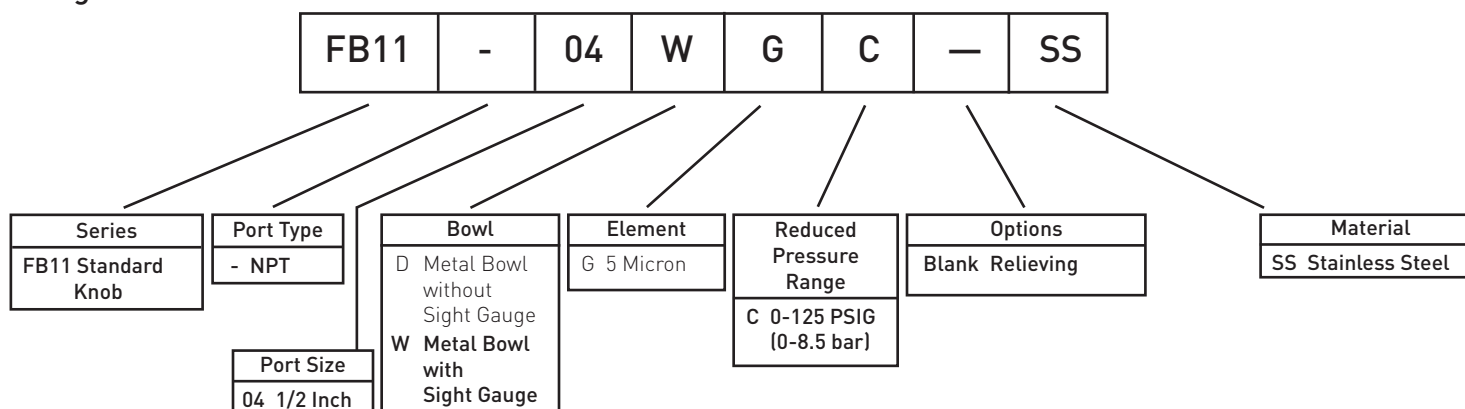 FB11 - 04 W G C — SS
Series
FB11 Standard
Knob
Port Type
- NPT
Port Size
04 1/2 Inch
Bowl
D Metal Bowl
without
Sight Gauge
W Metal Bowl
with
Sight Gauge
Element
G 5 Micron
Reduced
Pressure
Range
C 0-125 PSIG
(0-8.5 bar)
Options
Blank Relieving
Material
SS Stainless Steel